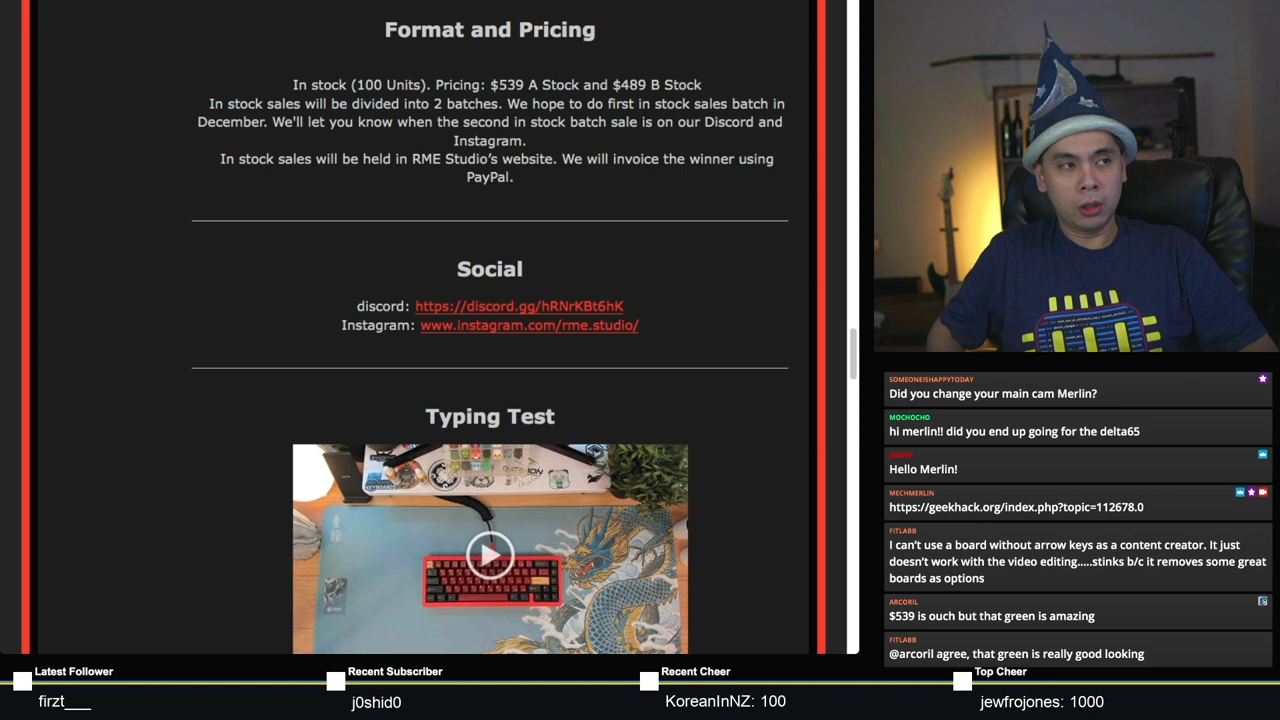 Format and Pricing
In stock (100 Units). Pricing: $539 A Stock and $489 B Stock
In stock sales will be divided into 2 batches. We hope to do first in stock sales batch in
December. We'll let you know when the second in stock batch sale is on our Discord and
Instagram.
In stock sales will be held in RME Studio's website. We will invoice the winner using
PayPal.
Social
discord: https://discord.gg/hRNrKBt6hK
Instagram: www.instagram.com/rme.studio/
Typing Test
SOMEONEISHAPPYTODAY
Did you change your main cam Merlin?
MOCHOCHO
hi merlin!! did you end up going for the delta65
Hello Merlin!
MECHMERLIN
https://geekhack.org/index.php?topic=112678.0
FITLABB
I can't use a board without arrow keys as a content creator. It just
doesn't work with the video editing.....stinks b/c it removes some great
boards as options
ARCORIL
$539 is ouch but that green is amazing
FITLABB
@arcoril agree, that green is really good looking
Latest Follower
firzt___
Recent Subscriber
j0shid0
Recent Cheer
KoreanInNZ: 100
Top Cheer
jewfrojones: 1000